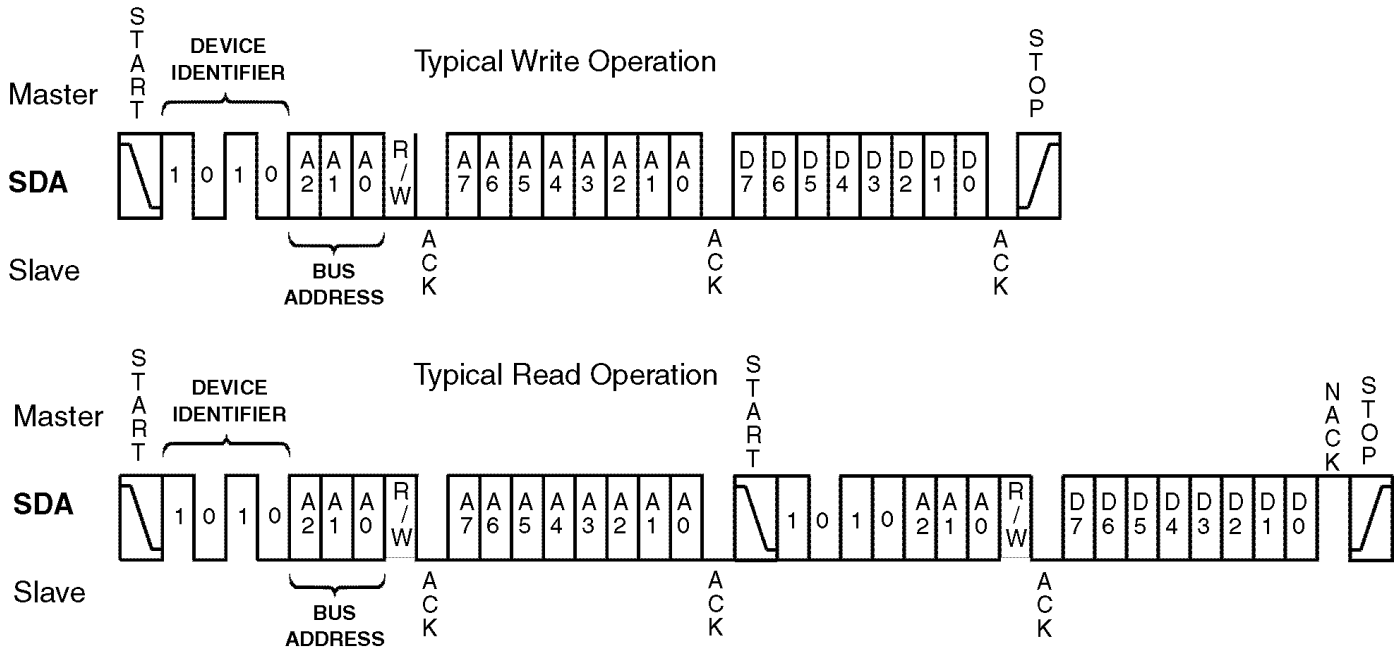 START
DEVICE
IDENTIFIER
Typical Write Operation
STOP
Master
SDA
1 0 1 0 A2 A1 A0 R/W A7 A6 A5 A4 A3 A2 A1 A0 D7 D6 D5 D4 D3 D2 D1 D0
Slave
BUS
ADDRESS
ACK
ACK
ACK
START
DEVICE
IDENTIFIER
Typical Read Operation
START
NACK
STOP
Master
SDA
1 0 1 0 A2 A1 A0 R/W A7 A6 A5 A4 A3 A2 A1 A0 1 0 1 0 A2 A1 A0 R/W D7 D6 D5 D4 D3 D2 D1 D0
Slave
BUS
ADDRESS
ACK
ACK
ACK